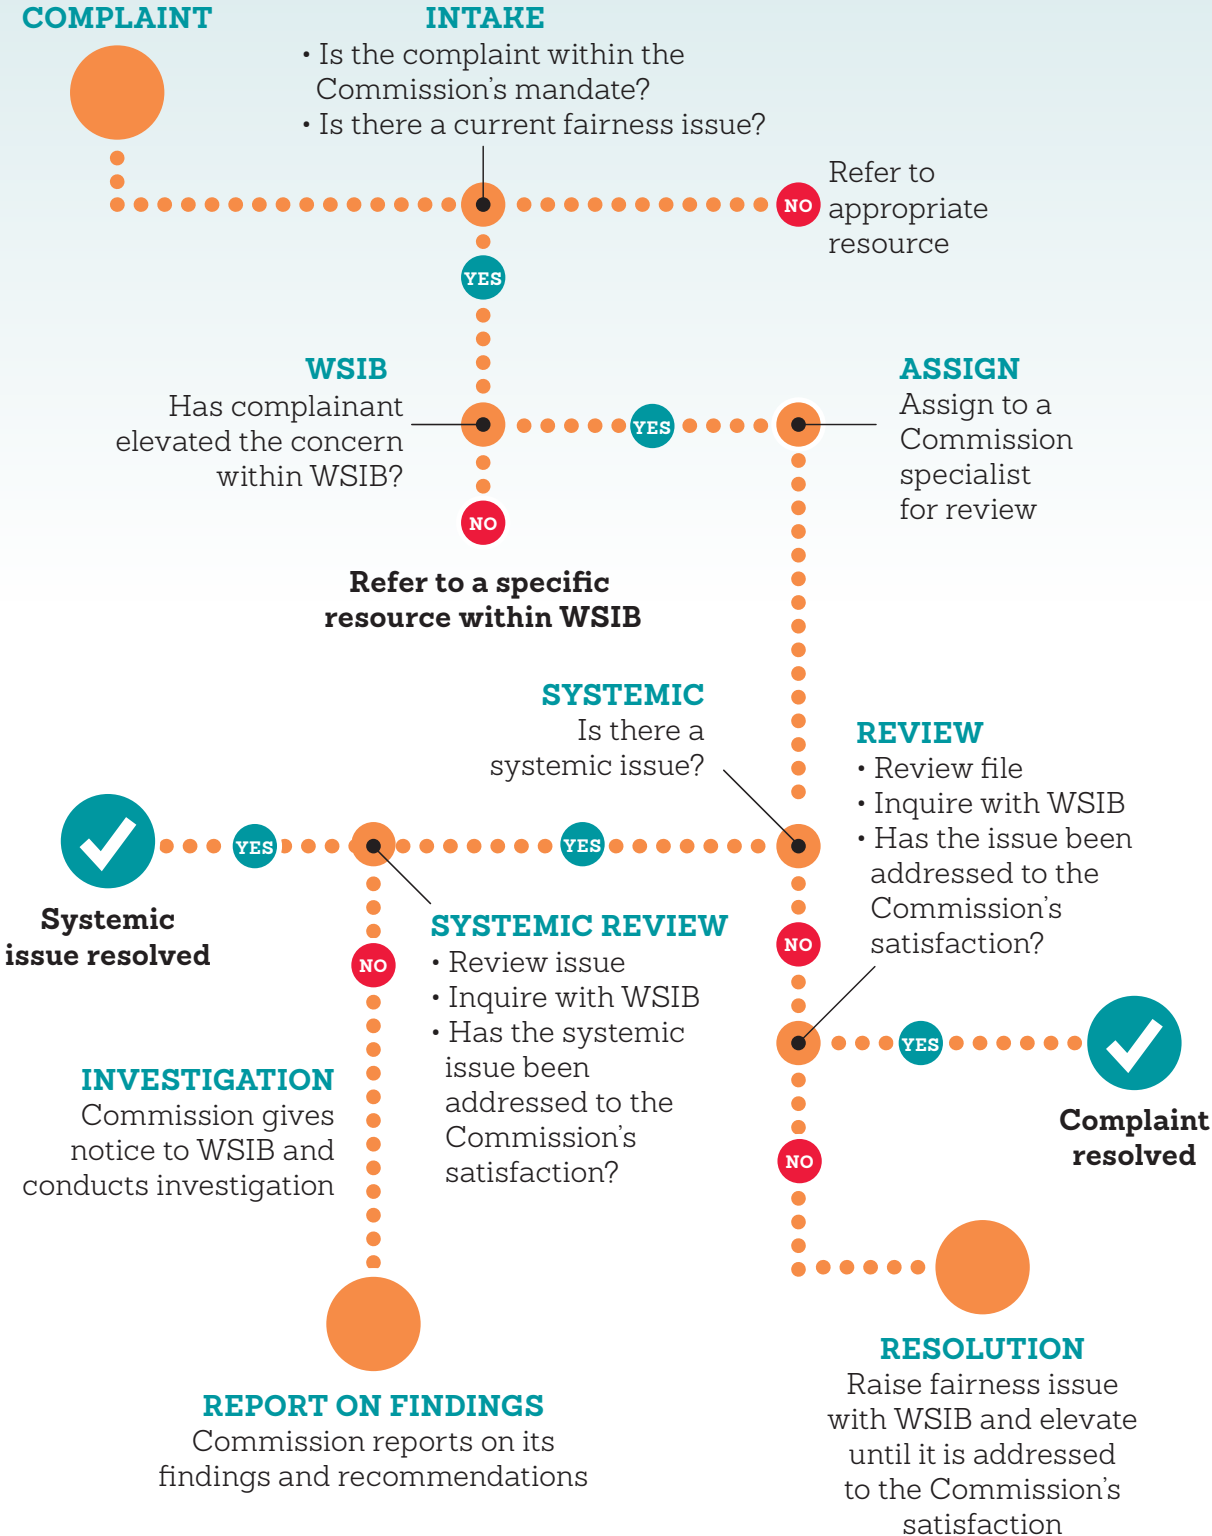 COMPLAINT
INTAKE
• Is the complaint within the
Commission's mandate?
• Is there a current fairness issue?
NO
Refer to
appropriate
resource
YES
WSIB
Has complainant
elevated the concern
within WSIB?
YES
ASSIGN
Assign to a
Commission
specialist
for review
NO
Refer to a specific
resource within WSIB
SYSTEMIC
Is there a
systemic issue?
REVIEW
• Review file
• Inquire with WSIB
• Has the issue been
addressed to the
Commission's
satisfaction?
YES
YES
Systemic
issue resolved
SYSTEMIC REVIEW
• Review issue
• Inquire with WSIB
• Has the systemic
issue been
addressed to the
Commission's
satisfaction?
NO
NO
YES
Complaint
resolved
INVESTIGATION
Commission gives
notice to WSIB and
conducts investigation
NO
REPORT ON FINDINGS
Commission reports on its
findings and recommendations
RESOLUTION
Raise fairness issue
with WSIB and elevate
until it is addressed
to the Commission's
satisfaction